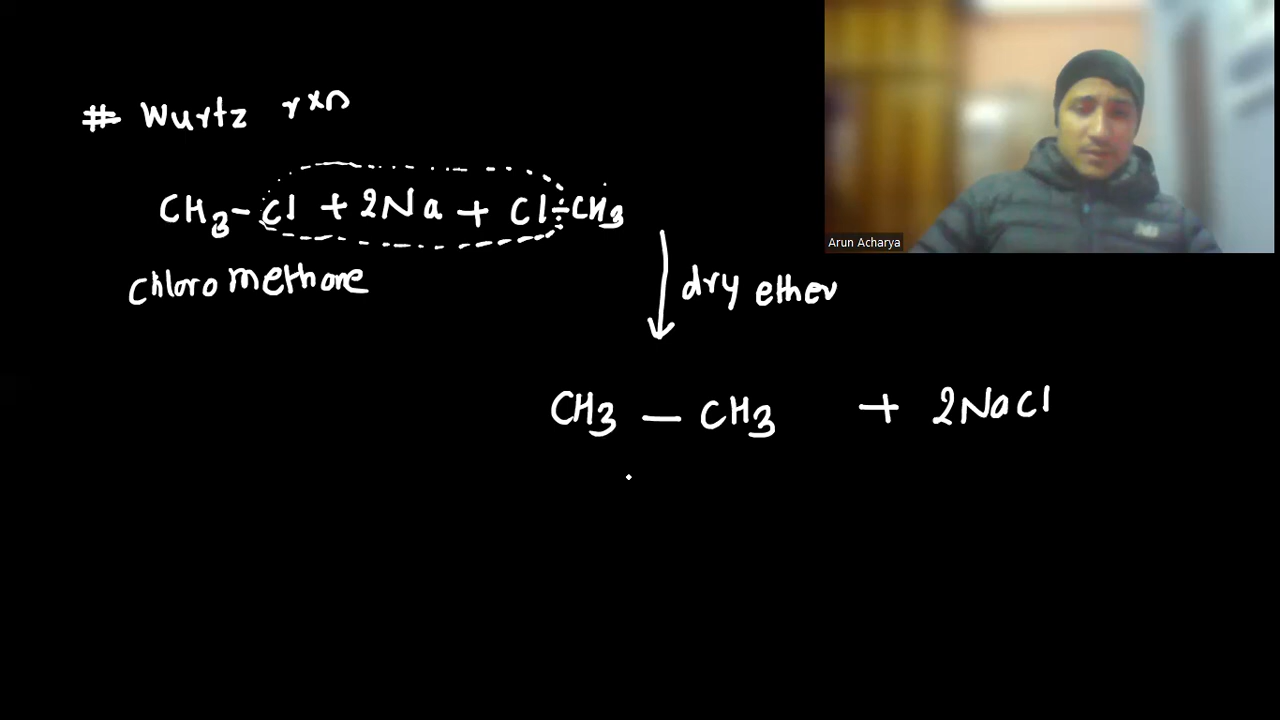 # Wurtz rxn
CH3-Cl + 2Na + Cl-CH3
Chloromethane
dry ether
CH3 — CH3 + 2NaCl
Arun Acharya